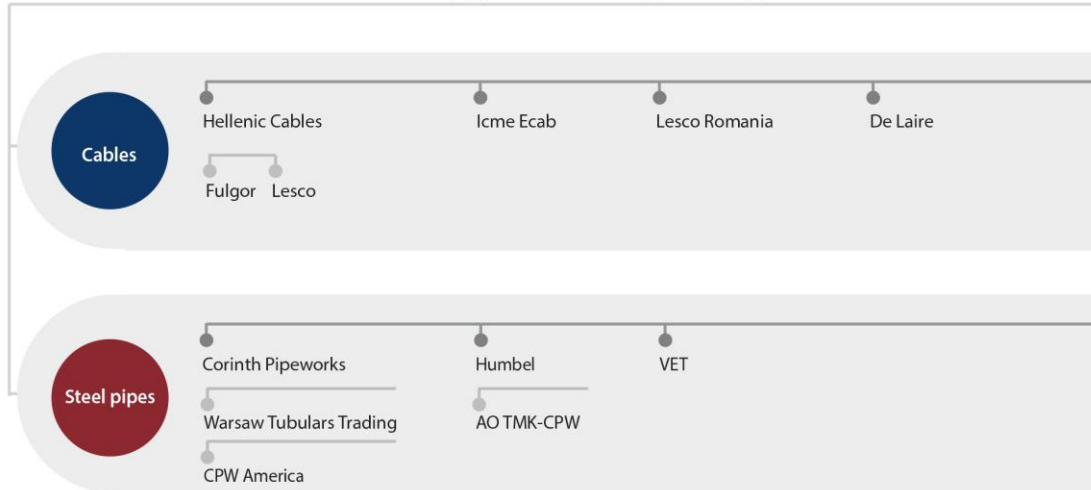 Cables
Hellenic Cables
Icme Ecab
Lesco Romania
De Laire
Fulgor
Lesco
Steel pipes
Corinth Pipeworks
Humbel
VET
Warsaw Tubulars Trading
AO TMK-CPW
CPW America